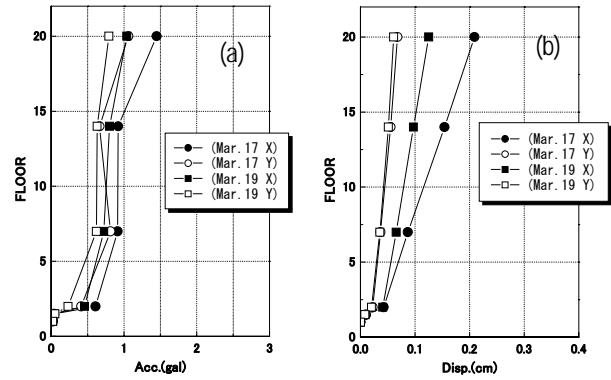 (a)
FLOOR
20
15
10
5
0
(Mar. 17 X)
(Mar. 17 Y)
(Mar. 19 X)
(Mar. 19 Y)
0
1
2
3
Acc.(gal)
(b)
FLOOR
20
15
10
5
0
(Mar. 17 X)
(Mar. 17 Y)
(Mar. 19 X)
(Mar. 19 Y)
0.0
0.1
0.2
0.3
0.4
Disp.(cm)